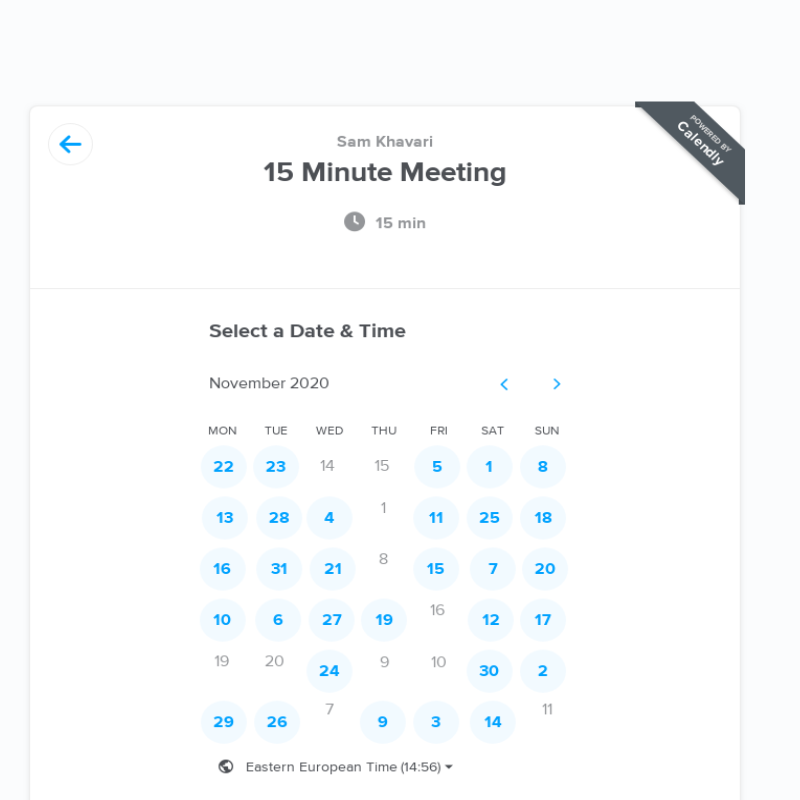 POWERED BY
Calendly
Sam Khavari
15 Minute Meeting
15 min
Select a Date & Time
November 2020
MON TUE WED THU FRI SAT SUN
22 23 14 15 5 1 8
13 28 4 1 11 25 18
16 31 21 8 15 7 20
10 6 27 19 16 12 17
19 20 24 9 10 30 2
29 26 7 9 3 14 11
Eastern European Time (14:56)